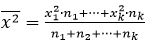 $\overline{x^2} = \frac{x_1^2 \cdot n_1 + \cdots + x_k^2 \cdot n_k}{n_1 + n_2 + \cdots + n_k}$